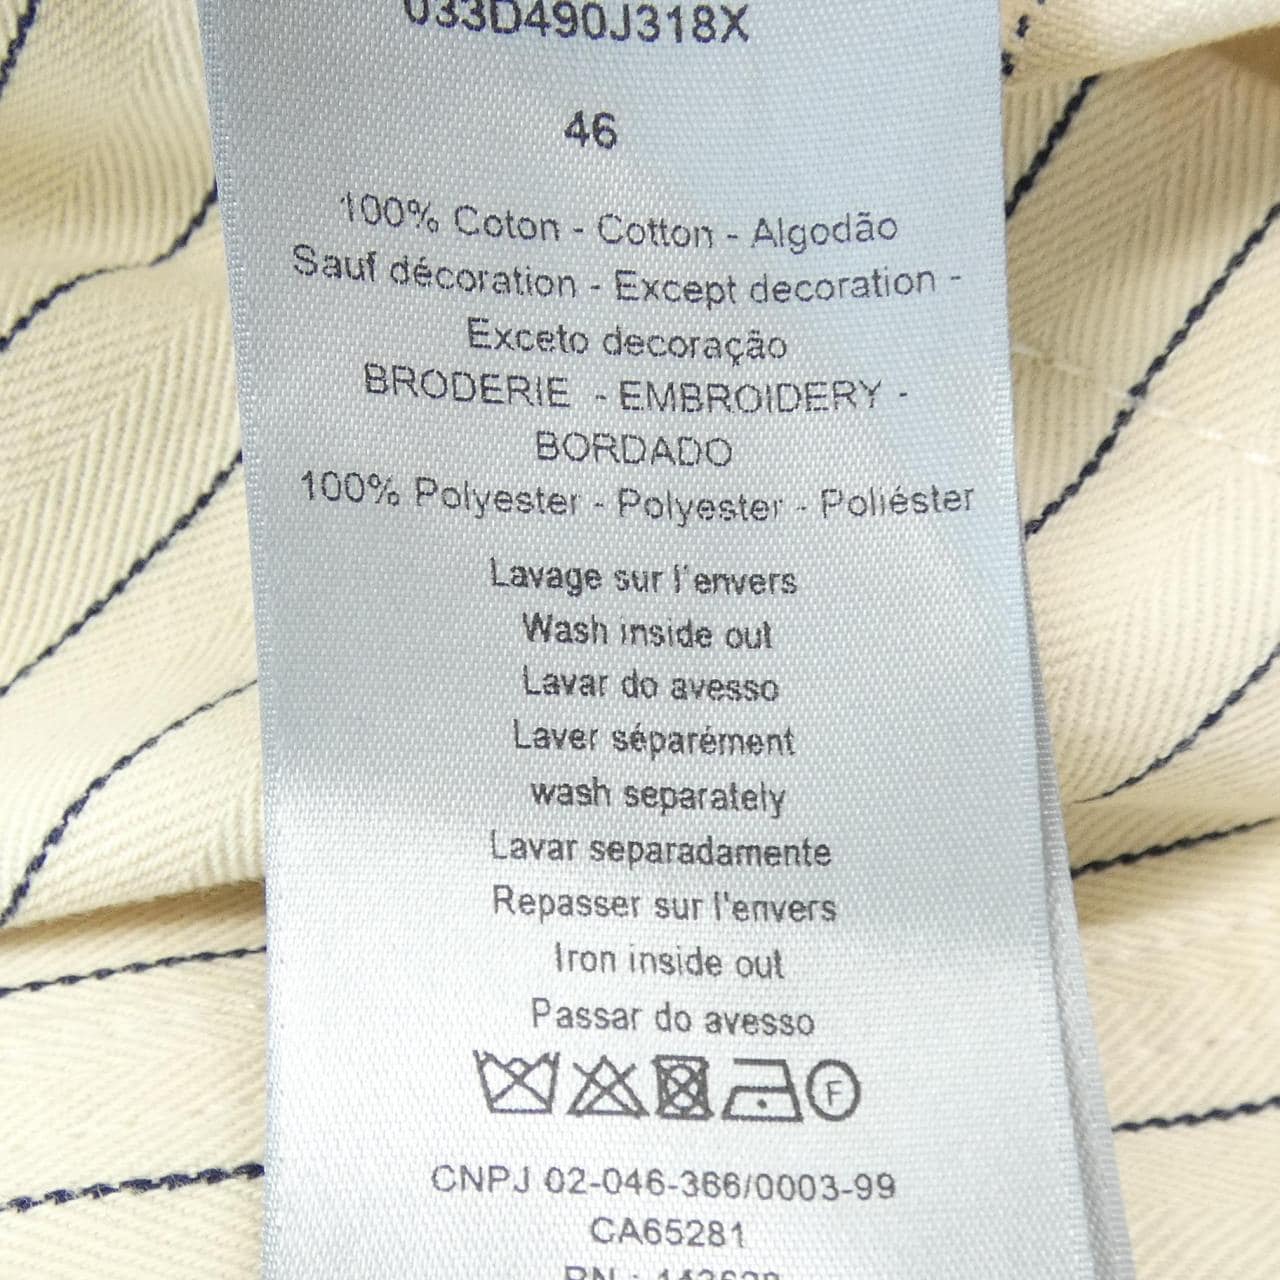 033D490J318X
46
100% Coton - Cotton - Algodão
Sauf décoration - Except decoration -
Exceto decoração
BRODERIE - EMBROIDERY -
BORDADO
100% Polyester - Polyester - Poliéster
Lavage sur l'envers
Wash inside out
Lavar do avesso
Laver séparément
wash separately
Lavar separadamente
Repasser sur l'envers
Iron inside out
Passar do avesso
F
CNPJ 02-046-366/0003-99
CA65281
RN :